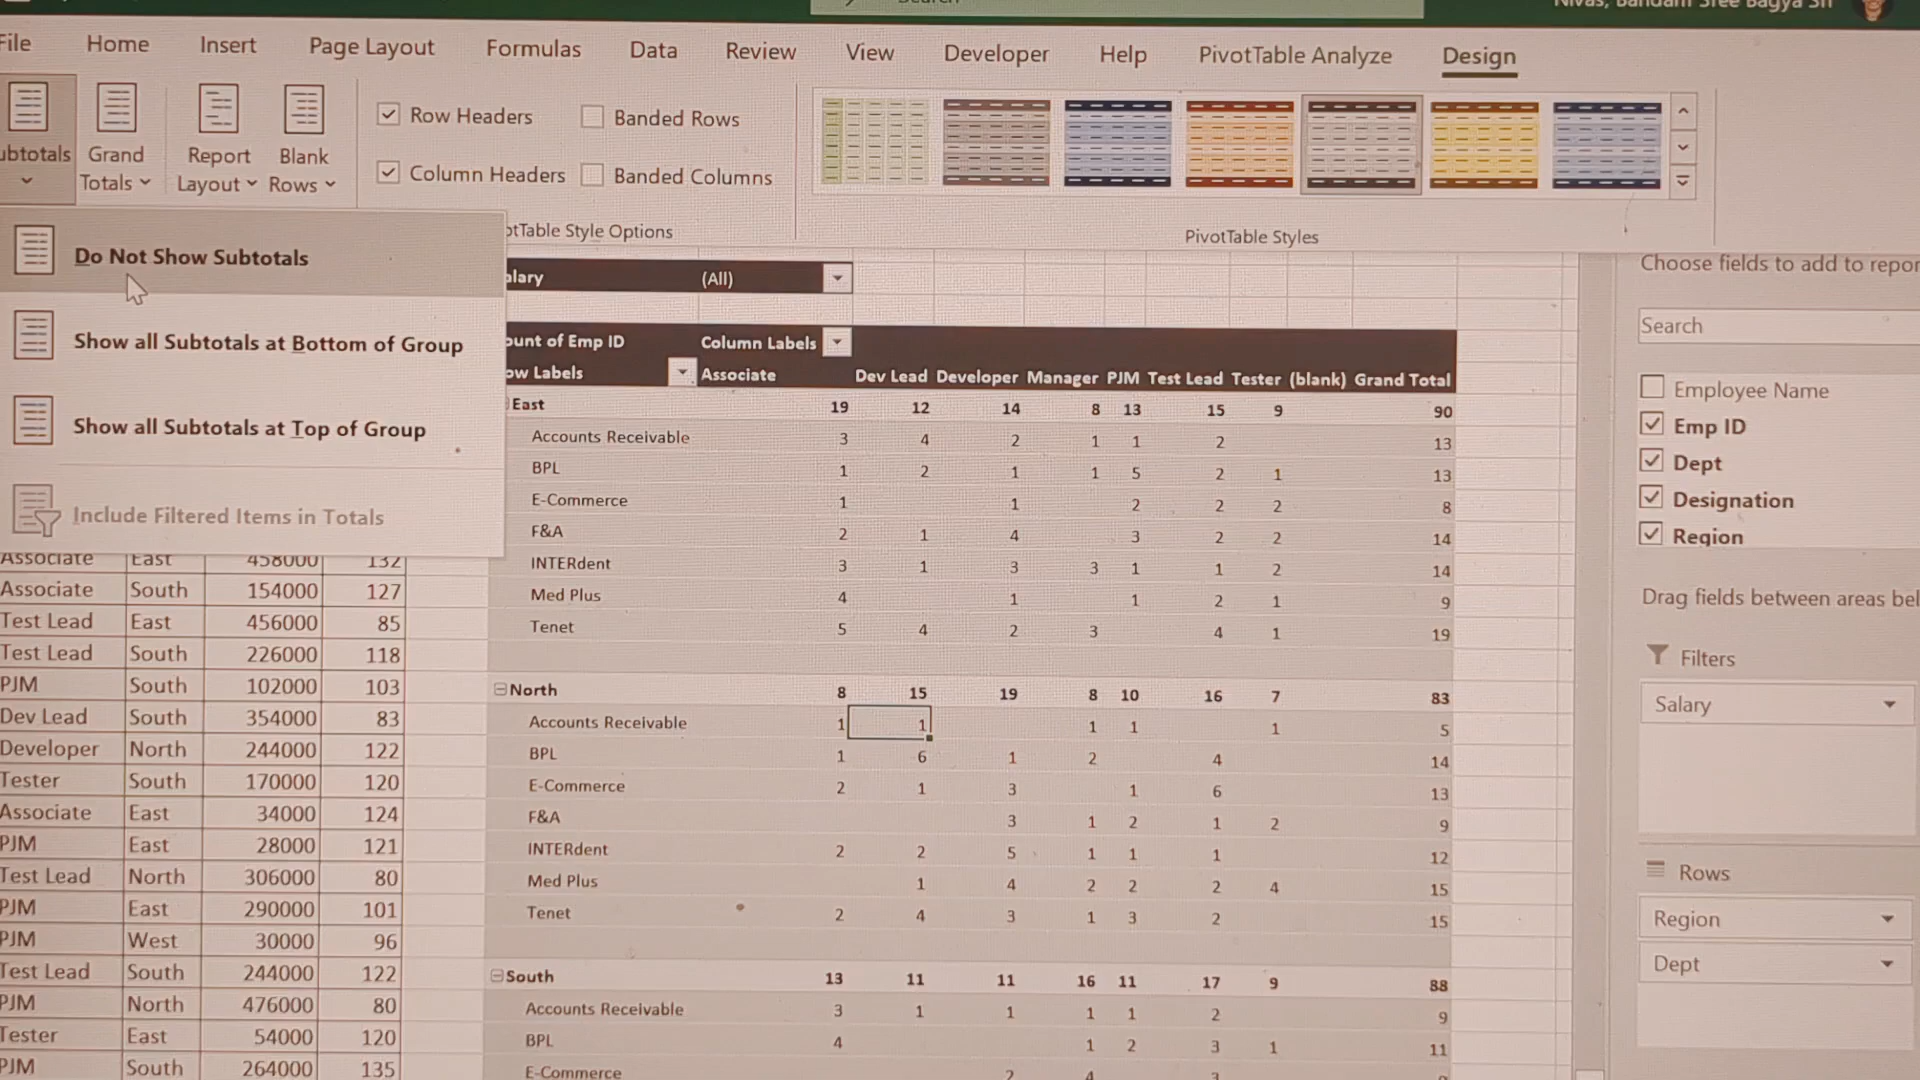 File Home Insert Page Layout Formulas Data Review View Developer Help PivotTable Analyze Design
Grand Totals
Report Layout
Blank Rows
Row Headers
Banded Rows
Column Headers
Banded Columns
PivotTable Styles
Do Not Show Subtotals
Show all Subtotals at Bottom of Group
Show all Subtotals at Top of Group
Include Filtered Items in Totals
(All)
Column Labels
Associate Dev Lead Developer Manager PJM Test Lead Tester (blank) Grand Total
East 19 12 14 8 13 15 9 90
Accounts Receivable 3 4 2 1 1 2 13
BPL 1 2 1 1 5 2 1 13
E-Commerce 1 1 2 2 2 8
F&A 2 1 4 3 2 2 14
INTERdent 3 1 3 3 1 1 2 14
Med Plus 4 1 1 2 1 9
Tenet 5 4 2 3 4 1 19
North 8 15 19 8 10 16 7 83
Accounts Receivable 1 1 1 1 1 5
BPL 1 6 1 2 4 14
E-Commerce 2 1 3 1 6 13
F&A 3 1 2 1 2 9
INTERdent 2 2 5 1 1 1 12
Med Plus 1 4 2 2 2 4 15
Tenet 2 4 3 1 3 2 15
South 13 11 11 16 11 17 9 88
Accounts Receivable 3 1 1 1 1 2 9
BPL 4 1 2 3 1 11
E-Commerce
Associate East 458000 132
Associate South 154000 127
Test Lead East 456000 85
Test Lead South 226000 118
PJM South 102000 103
Dev Lead South 354000 83
Developer North 244000 122
Tester South 170000 120
Associate East 34000 124
PJM East 28000 121
Test Lead North 306000 80
PJM East 290000 101
PJM West 30000 96
Test Lead South 244000 122
PJM North 476000 80
Tester East 54000 120
PJM South 264000 135
Choose fields to add to
Search
Employee Name
Emp ID
Dept
Designation
Region
Drag fields between areas
Filters
Salary
Rows
Region
Dept